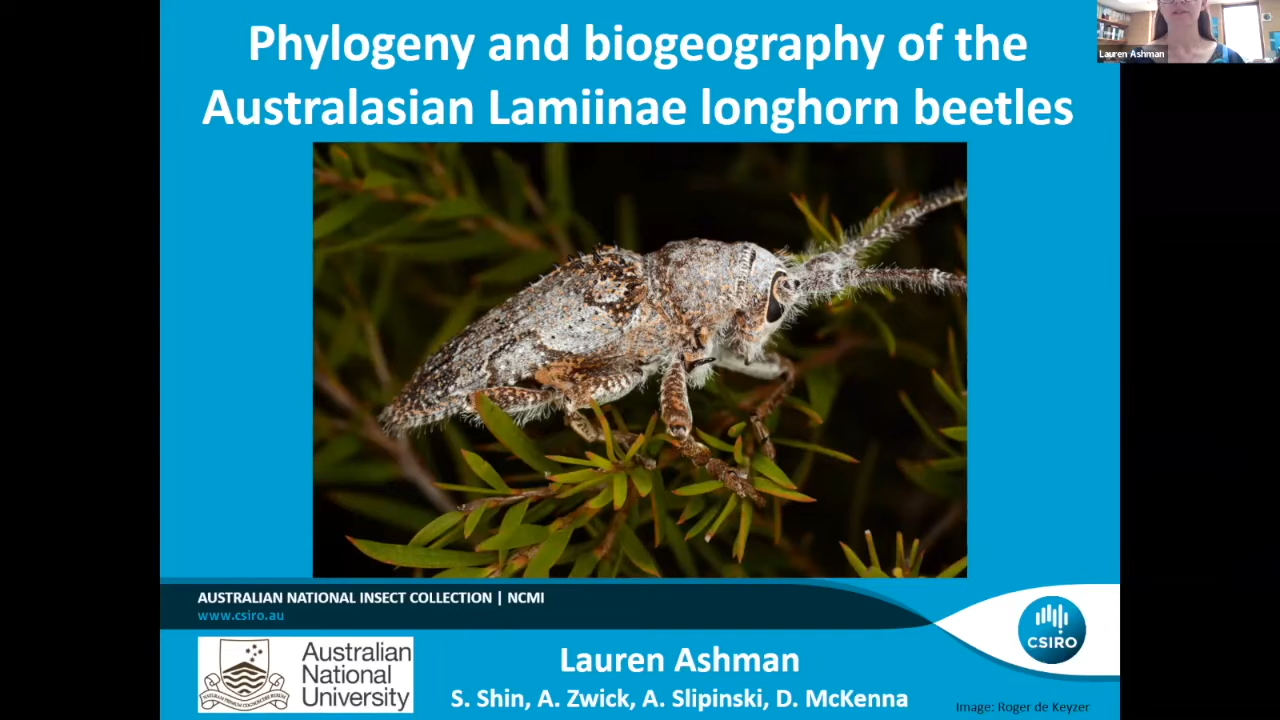 Phylogeny and biogeography of the
Australasian Lamiinae longhorn beetles
Lauren Ashman
AUSTRALIAN NATIONAL INSECT COLLECTION | NCMI
www.csiro.au
CSIRO
Australian
National
University
Lauren Ashman
S. Shin, A. Zwick, A. Slipinski, D. McKenna
Image: Roger de Keyzer